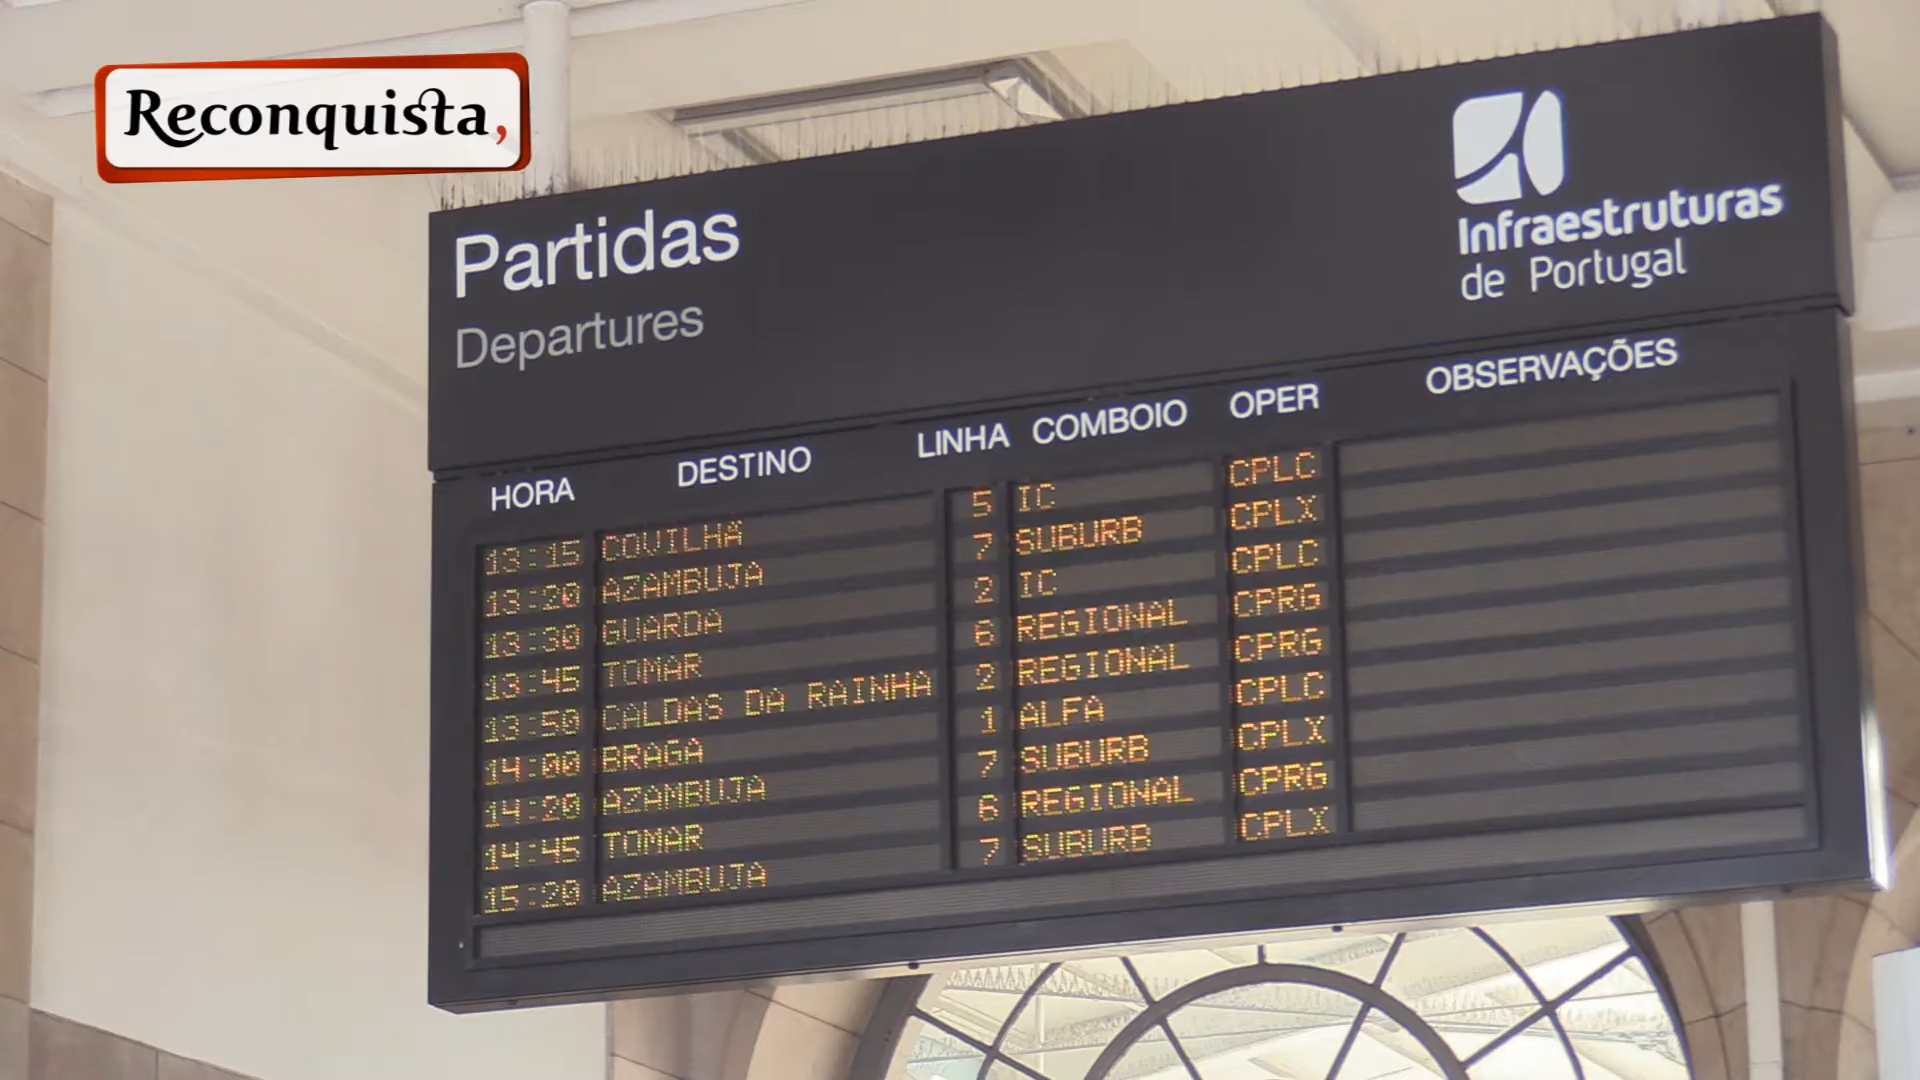 Reconquista,
Partidas
Departures
Infraestruturas
de Portugal
HORA DESTINO LINHA COMBOIO OPER OBSERVAÇÕES
13:15 COVILHÃ 5 IC CPLC
13:20 AZAMBUJA 7 SUBURB CPLX
13:30 GUARDA 2 IC CPLC
13:45 TOMAR 6 REGIONAL CPRG
13:50 CALDAS DA RAINHA 2 REGIONAL CPRG
14:00 BRAGA 1 ALFA CPLC
14:20 AZAMBUJA 7 SUBURB CPLX
14:45 TOMAR 6 REGIONAL CPRG
15:20 AZAMBUJA 7 SUBURB CPLX